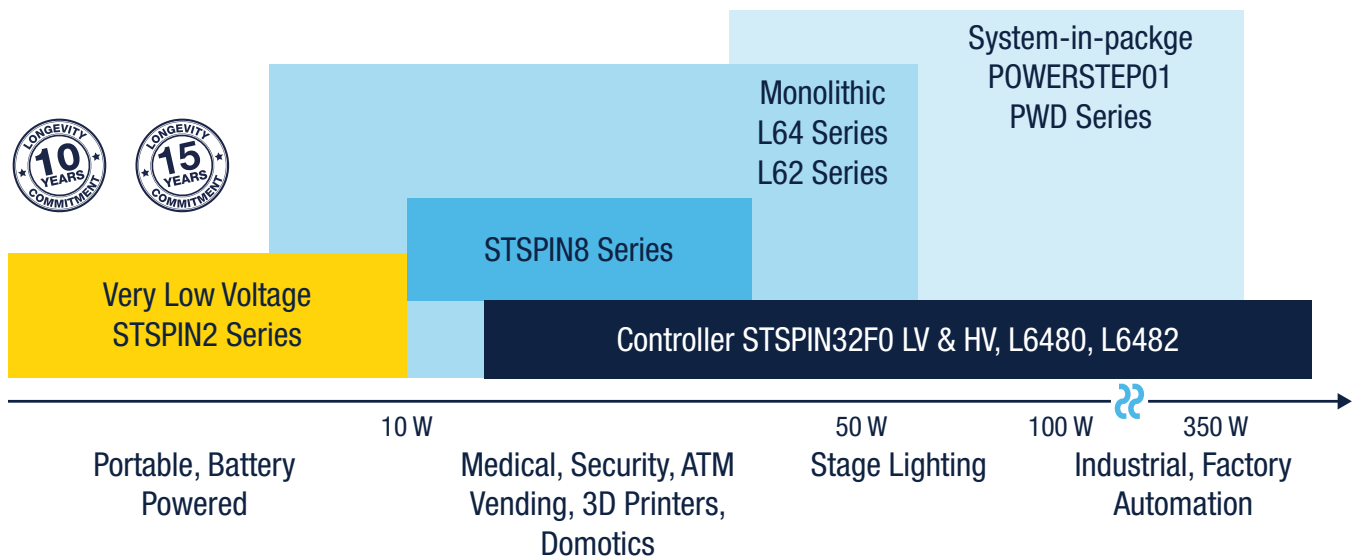 System-in-packge
POWERSTEP01
PWD Series
Monolithic
L64 Series
L62 Series
LONGEVITY
10
YEARS
COMMITMENT
LONGEVITY
15
YEARS
COMMITMENT
STSPIN8 Series
Very Low Voltage
STSPIN2 Series
Controller STSPIN32F0 LV & HV, L6480, L6482
10 W
50 W
100 W
350 W
Portable, Battery
Powered
Medical, Security, ATM
Vending, 3D Printers,
Domotics
Stage Lighting
Industrial, Factory
Automation